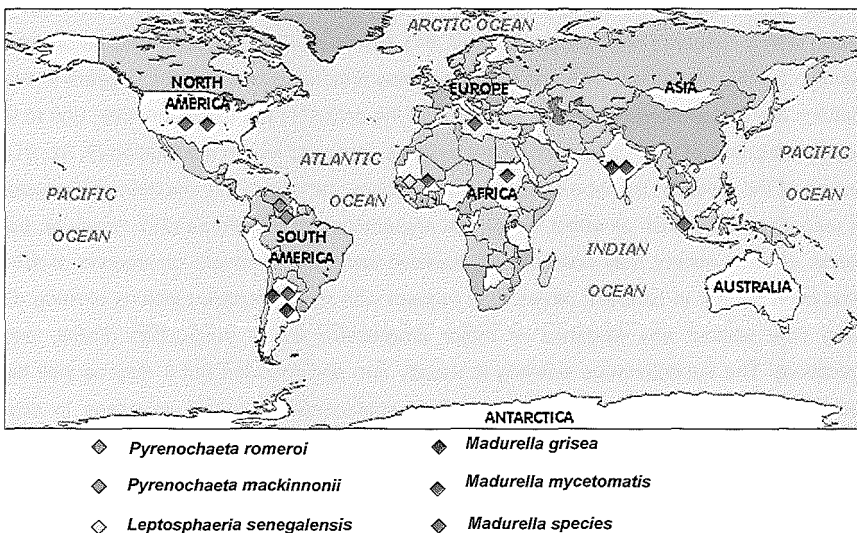 ARCTIC OCEAN
NORTH
AMERICA
EUROPE
ASIA
ATLANTIC
OCEAN
PACIFIC
OCEAN
PACIFIC
OCEAN
AFRICA
SOUTH
AMERICA
INDIAN
OCEAN
AUSTRALIA
ANTARCTICA
Pyrenochaeta romeroi
Pyrenochaeta mackinnonii
Leptosphaeria senegalensis
Madurella grisea
Madurella mycetomatis
Madurella species